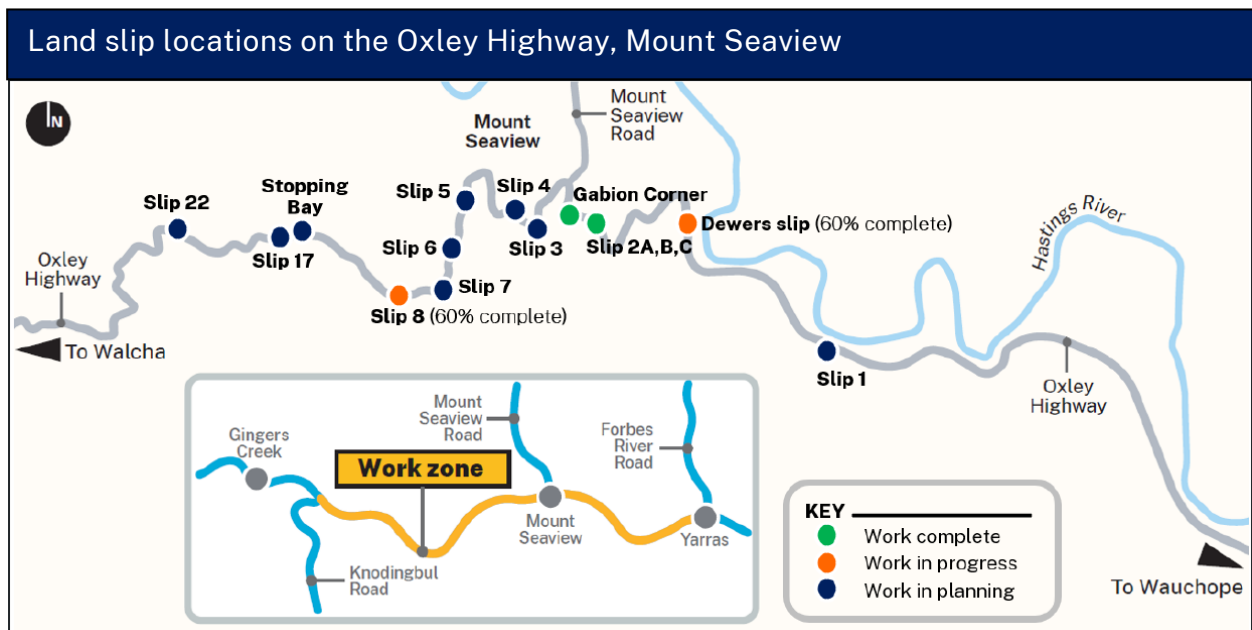 Land slip locations on the Oxley Highway, Mount Seaview
N
Mount
Seaview
Road
Mount
Seaview
Slip 5
Slip 4
Gabion Corner
Stopping
Bay
Slip 22
Slip 17
Slip 6
Slip 3
Slip 2A,B,C
Dewers slip (60% complete)
Hastings River
Oxley
Highway
Slip 7
Slip 8 (60% complete)
To Walcha
Slip 1
Oxley
Highway
To Wauchope
Gingers
Creek
Mount
Seaview
Road
Forbes
River
Road
Work zone
Mount
Seaview
Yarras
Knodingbul
Road
KEY
Work complete
Work in progress
Work in planning